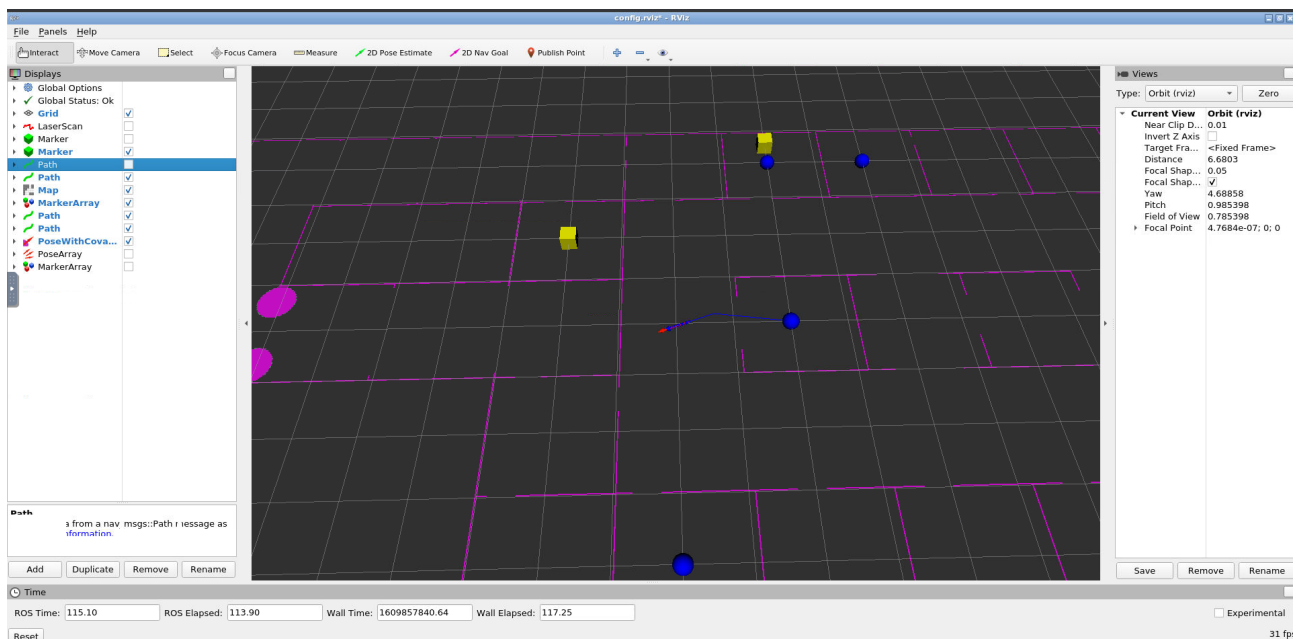 config.rviz* - RViz
File Panels Help
Interact Move Camera Select Focus Camera Measure 2D Pose Estimate 2D Nav Goal Publish Point
Displays
Global Options
Global Status: Ok
Grid
LaserScan
Marker
Marker
Path
Path
Map
MarkerArray
Path
Path
PoseWithCova...
PoseArray
MarkerArray
Path
a from a nav_msgs::Path message as
Add Duplicate Remove Rename
Views
Type: Orbit (rviz) Zero
Current View Orbit (rviz)
Near Clip D... 0.01
Invert Z Axis
Target Fra... <Fixed Frame>
Distance 6.6803
Focal Shap... 0.05
Focal Shap...
Yaw 4.68858
Pitch 0.985398
Field of View 0.785398
Focal Point 4.7684e-07; 0; 0
Save Remove Rename
Time
ROS Time: 115.10 ROS Elapsed: 113.90 Wall Time: 1609857840.64 Wall Elapsed: 117.25 Experimental
Reset 31 fps